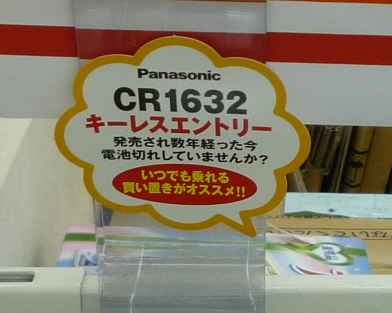 Panasonic
CR1632
キーレスエントリー
発売され数年経った今
電池切れしていませんか？
いつでも乗れる
買い置きがオススメ!!